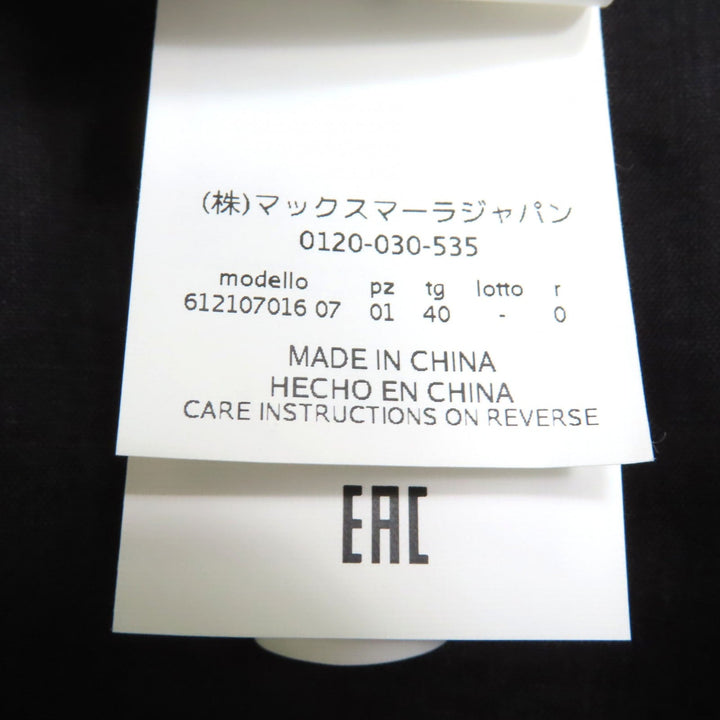 (株)マックスマーラジャパン
0120-030-535
modello pz tg lotto r
612107016 07 01 40 - 0
MADE IN CHINA
HECHO EN CHINA
CARE INSTRUCTIONS ON REVERSE
EAC